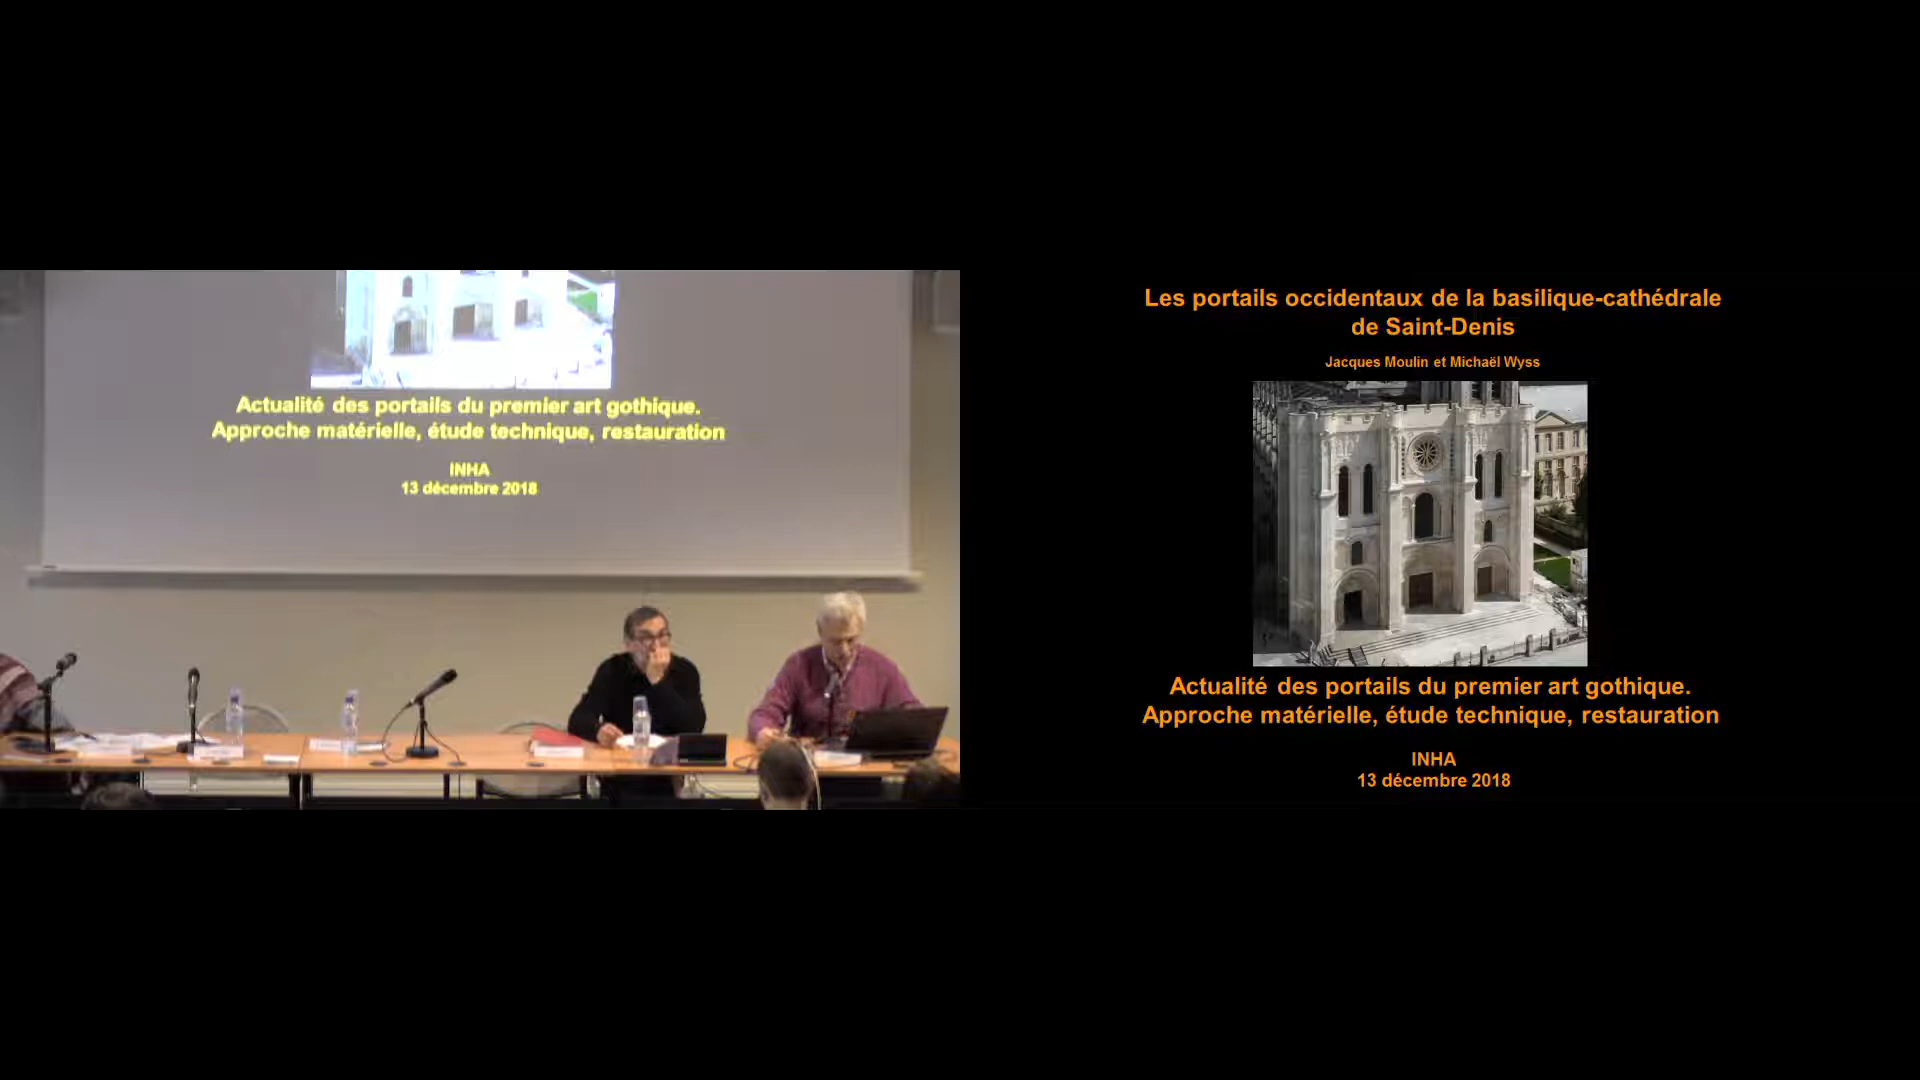 Actualité des portails du premier art gothique.
Approche matérielle, étude technique, restauration
INHA
13 décembre 2018
Les portails occidentaux de la basilique-cathédrale
de Saint-Denis
Jacques Moulin et Michaël Wyss
Actualité des portails du premier art gothique.
Approche matérielle, étude technique, restauration
INHA
13 décembre 2018